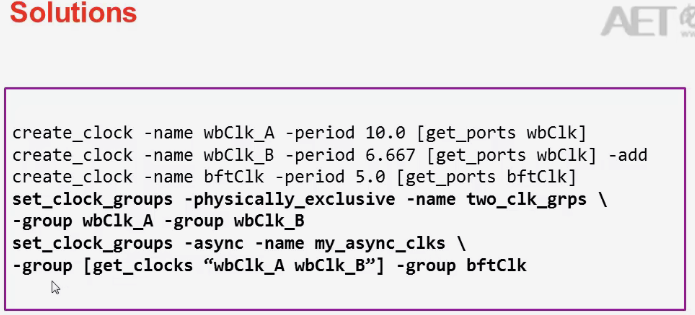 Solutions
AET
create_clock -name wbClk_A -period 10.0 [get_ports wbClk]
create_clock -name wbClk_B -period 6.667 [get_ports wbClk] -add
create_clock -name bftClk -period 5.0 [get_ports bftClk]
set_clock_groups -physically_exclusive -name two_clk_grps \
-group wbClk_A -group wbClk_B
set_clock_groups -async -name my_async_clks \
-group [get_clocks “wbClk_A wbClk_B”] -group bftClk